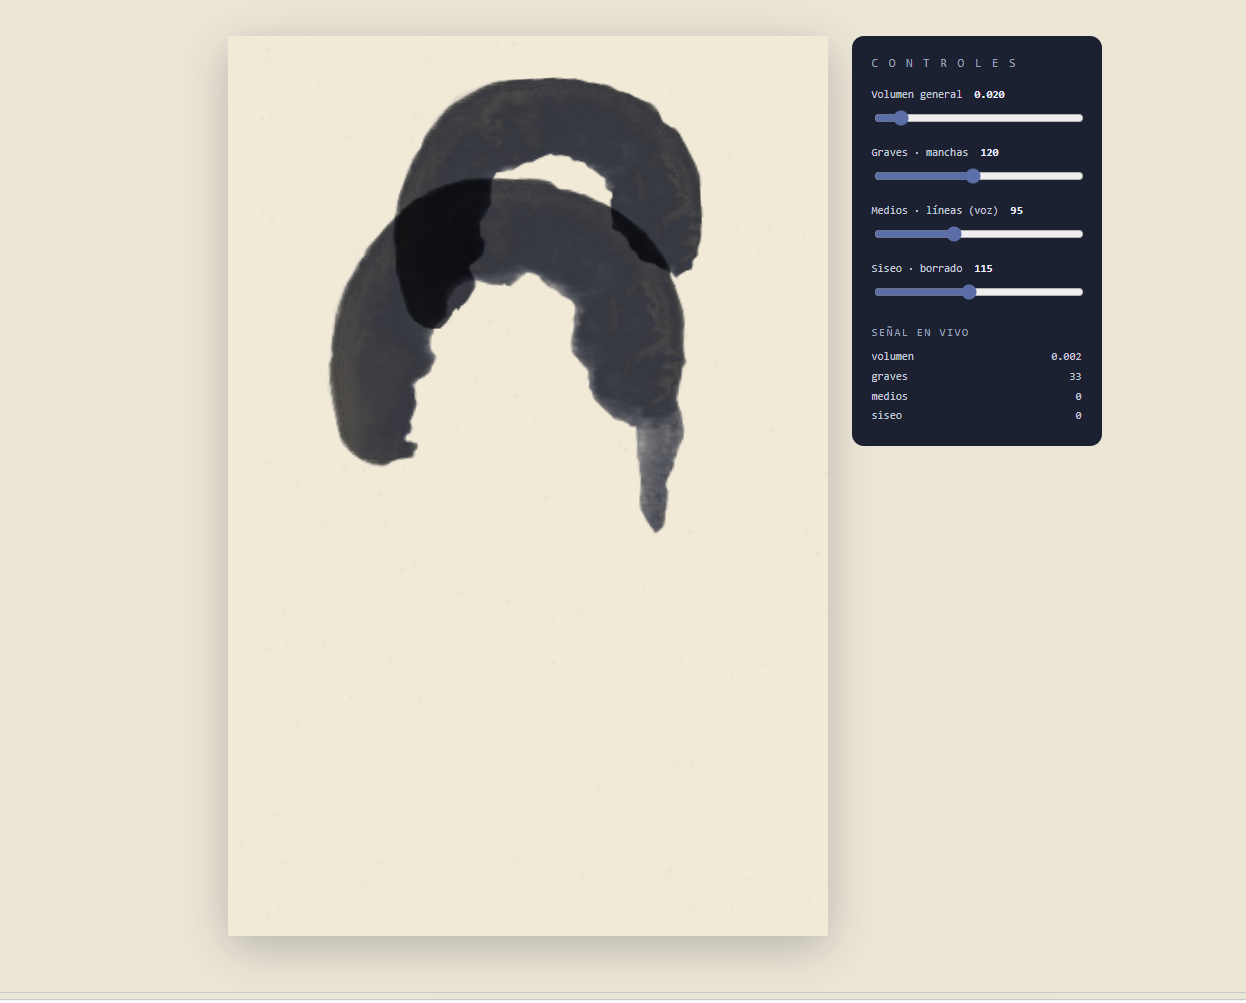 CONTROLES
Volumen general 0.020
Graves · manchas 120
Medios · líneas (voz) 95
Siseo · borrado 115
SEÑAL EN VIVO
volumen 0.002
graves 33
medios 0
siseo 0